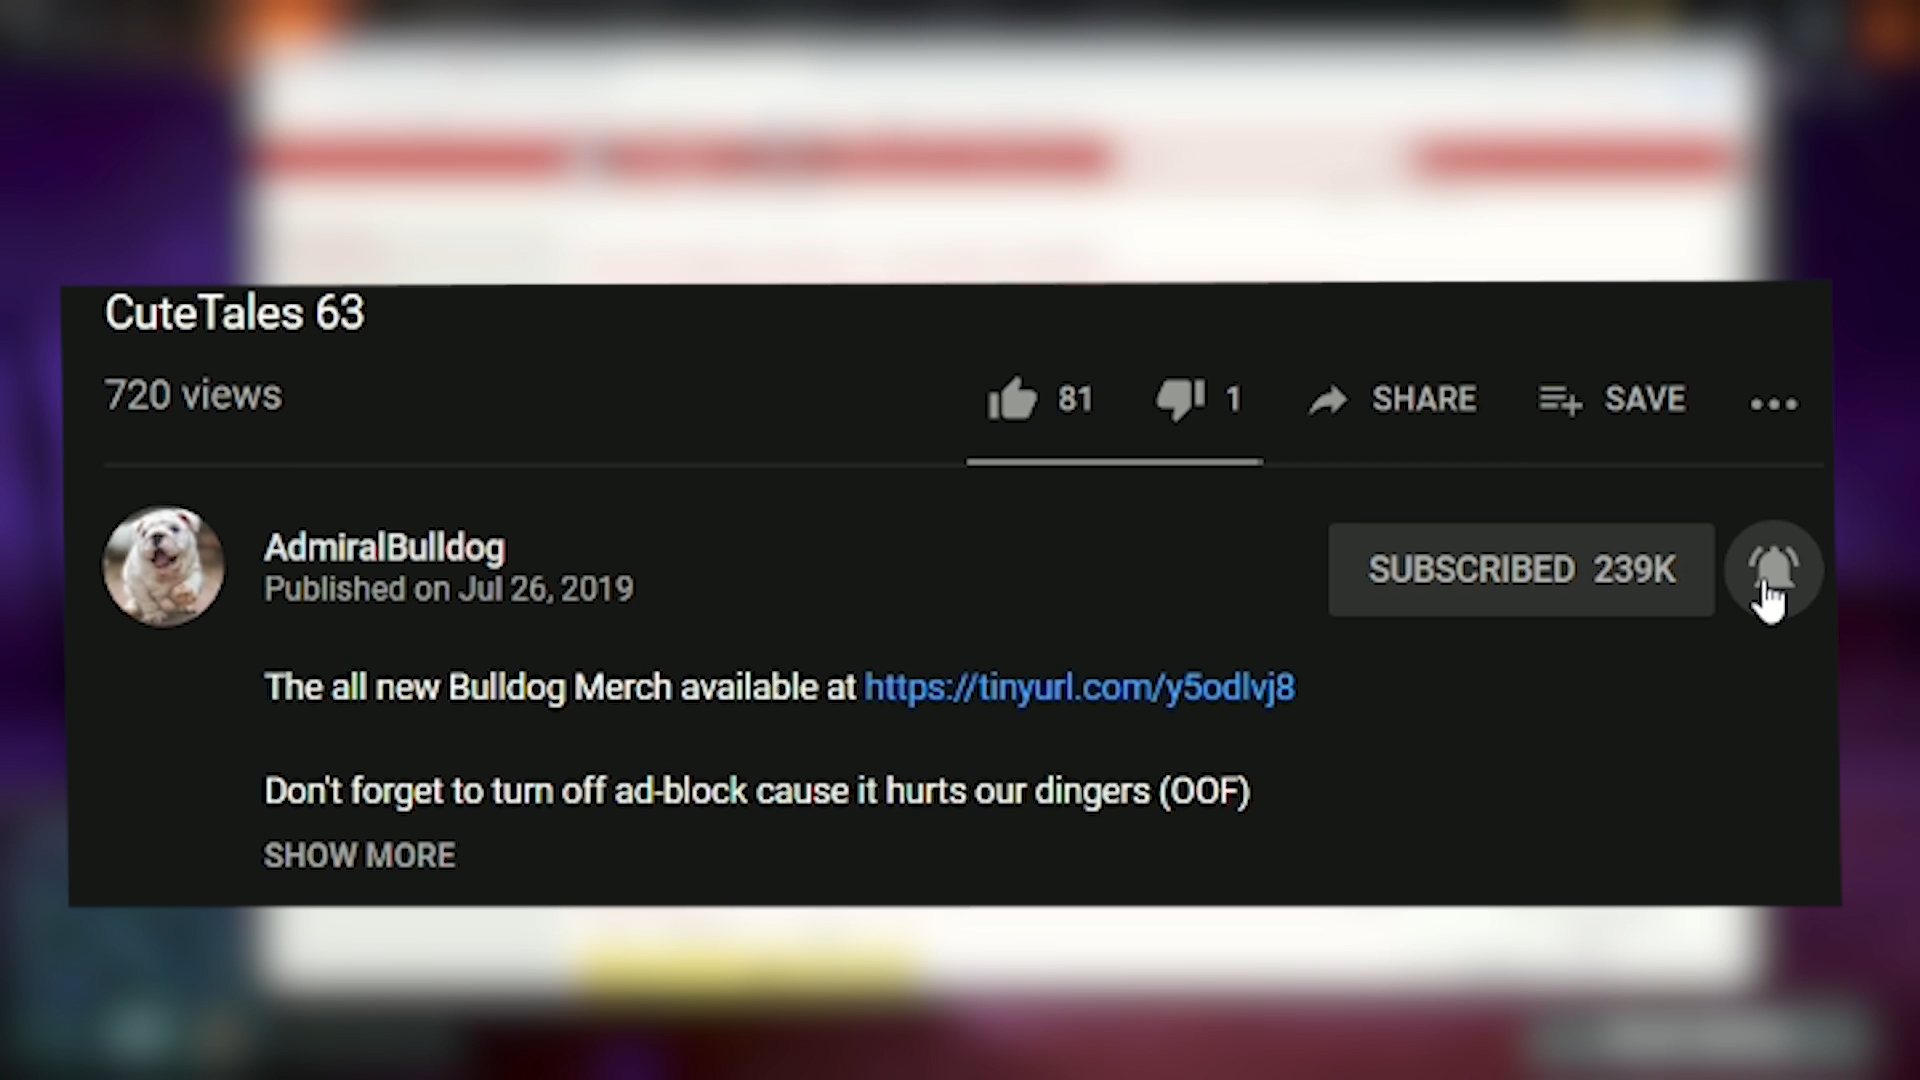 CuteTales 63
720 views
81
1
SHARE
SAVE
AdmiralBulldog
Published on Jul 26, 2019
SUBSCRIBED 239K
The all new Bulldog Merch available at https://tinyurl.com/y5odlvj8
Don't forget to turn off ad-block cause it hurts our dingers (OOF)
SHOW MORE